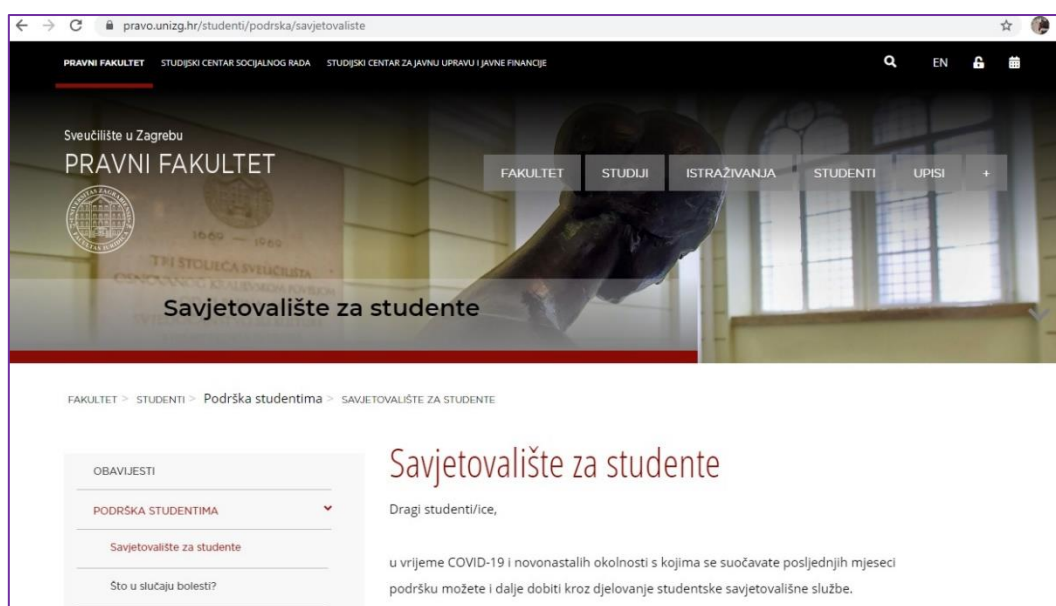 pravo.unizg.hr/studenti/podrska/savjetovaliste
PRAVNI FAKULTET STUDIJSKI CENTAR SOCIJALNOG RADA STUDIJSKI CENTAR ZA JAVNU UPRAVU I JAVNE FINANCIJE EN
Sveučilište u Zagrebu
PRAVNI FAKULTET
FAKULTET STUDIJI ISTRAŽIVANJA STUDENTI UPISI +
1669 — 1969
TRI STOLJEĆA SVEUČILIŠTA
Savjetovalište za studente
FAKULTET > STUDENTI > Podrška studentima > SAVJETOVALIŠTE ZA STUDENTE
OBAVIJESTI
PODRŠKA STUDENTIMA
Savjetovalište za studente
Što u slučaju bolesti?
Savjetovalište za studente
Dragi studenti/ice,
u vrijeme COVID-19 i novonastalih okolnosti s kojima se suočavate posljednjih mjeseci
podršku možete i dalje dobiti kroz djelovanje studentske savjetovališne službe.